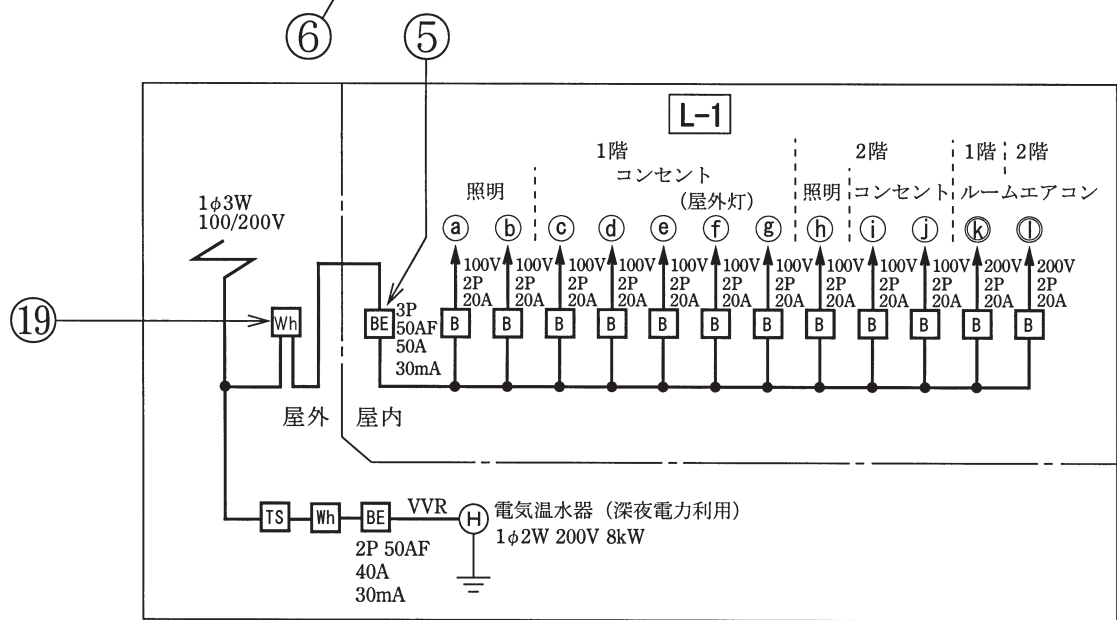 ⑥
⑤
L-1
1階
2階
1階
2階
コンセント
照明
(屋外灯)
照明
コンセント
ルームエアコン
1φ3W
100/200V
a
b
c
d
e
f
g
h
i
j
k
l
100V
2P
20A
100V
2P
20A
100V
2P
20A
100V
2P
20A
100V
2P
20A
100V
2P
20A
100V
2P
20A
100V
2P
20A
100V
2P
20A
100V
2P
20A
200V
2P
20A
200V
2P
20A
⑲
Wh
BE
3P
50AF
50A
30mA
B
B
B
B
B
B
B
B
B
B
B
B
屋外
屋内
TS
Wh
BE
VVR
H
電気温水器（深夜電力利用）
1φ2W 200V 8kW
2P 50AF
40A
30mA